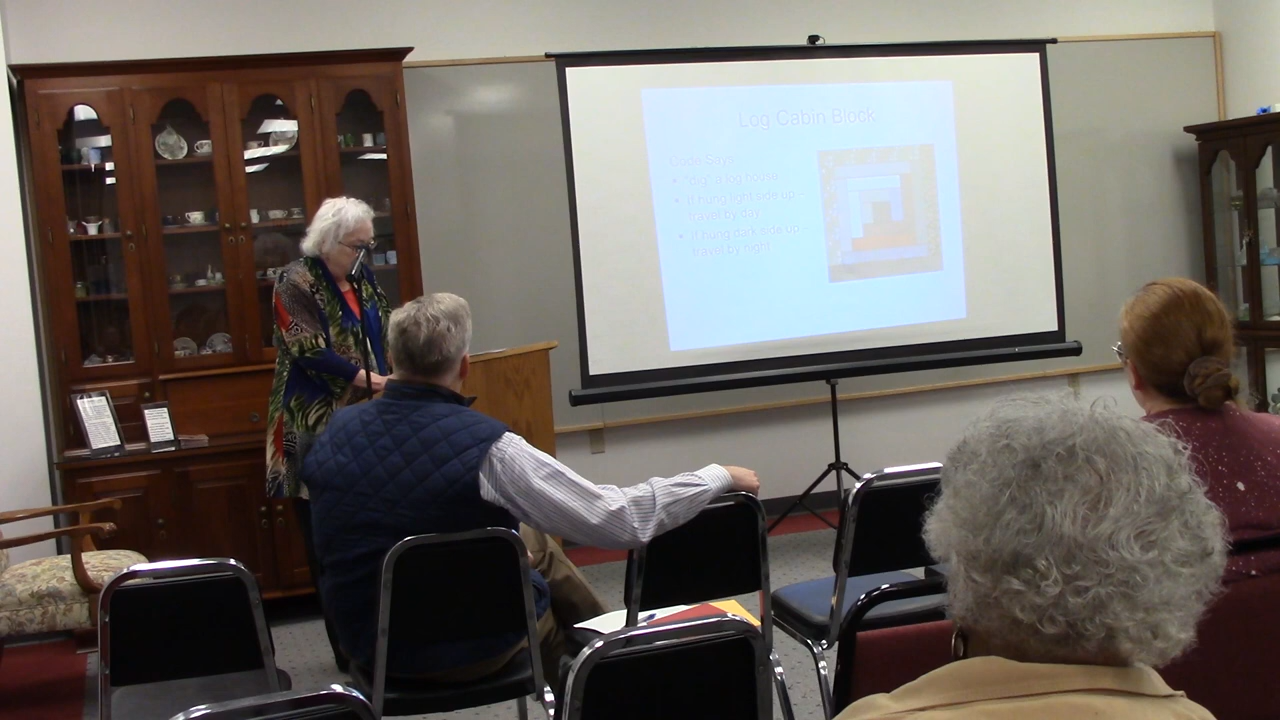 Log Cabin Block
Code Says
• "dig" a log house
• If hung light side up –
travel by day
• If hung dark side up –
travel by night